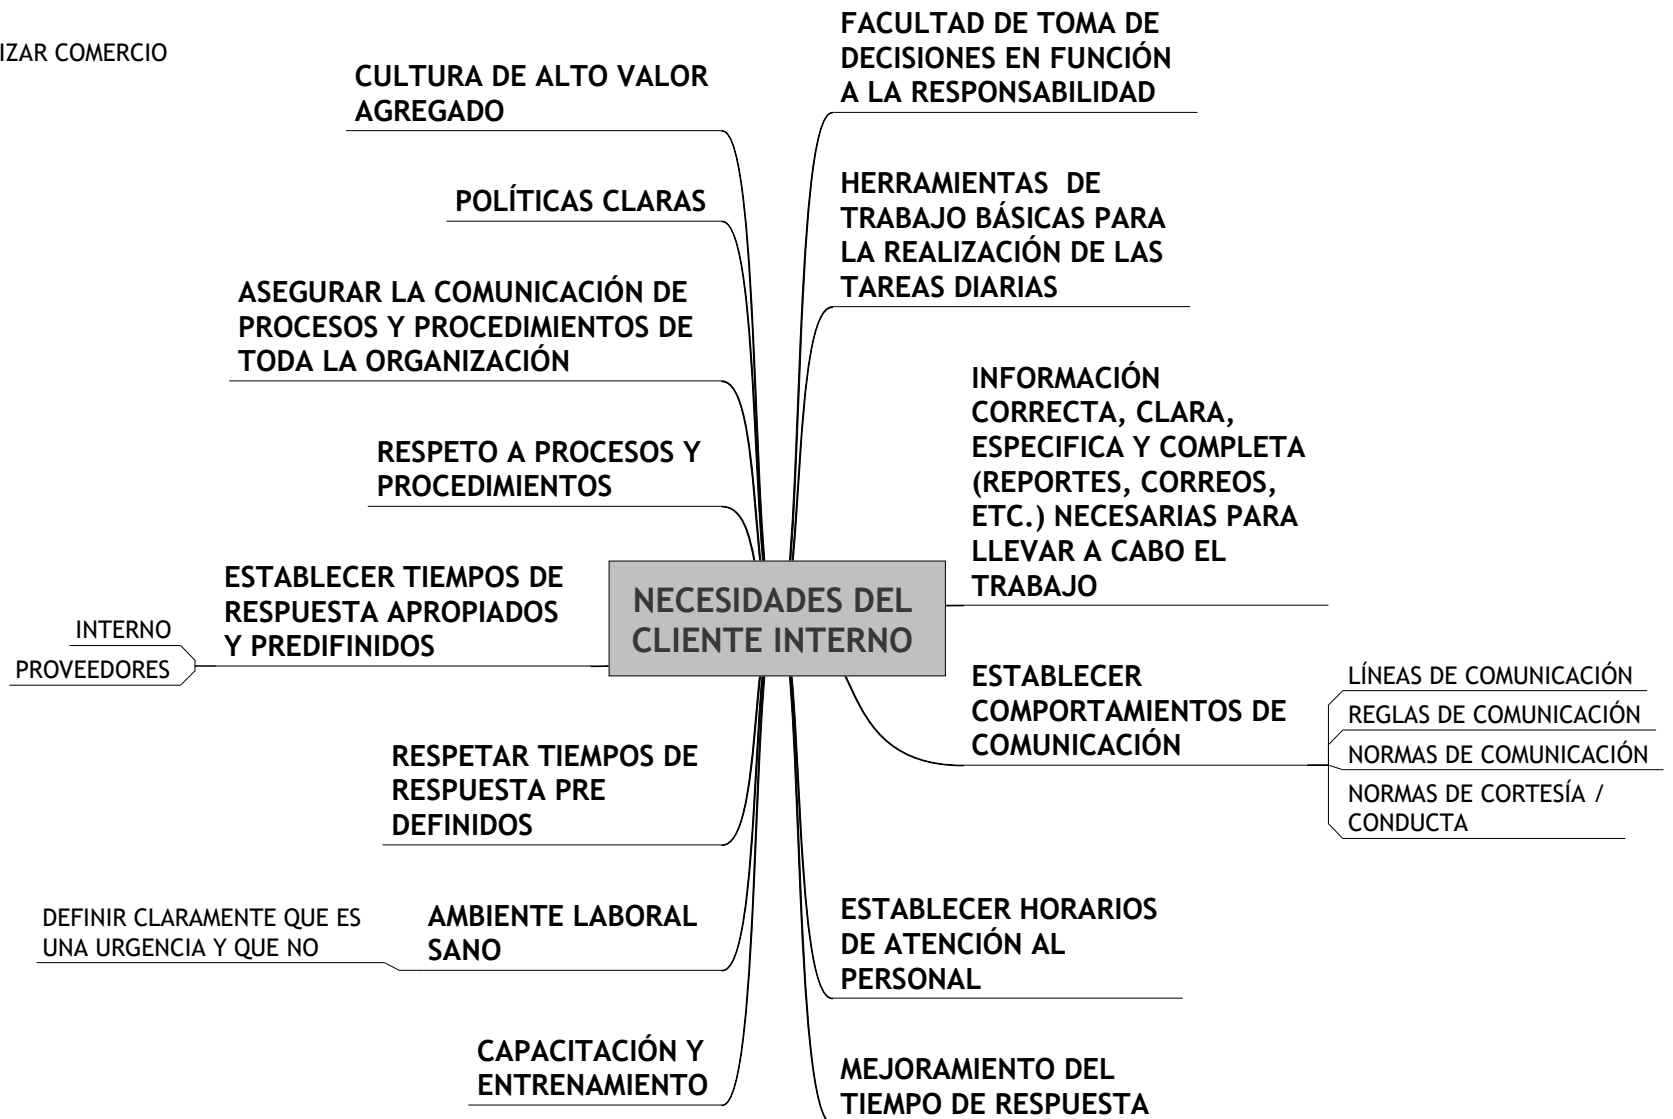 IZAR COMERCIO
CULTURA DE ALTO VALOR
AGREGADO
POLÍTICAS CLARAS
ASEGURAR LA COMUNICACIÓN DE
PROCESOS Y PROCEDIMIENTOS DE
TODA LA ORGANIZACIÓN
RESPETO A PROCESOS Y
PROCEDIMIENTOS
ESTABLECER TIEMPOS DE
RESPUESTA APROPIADOS
Y PREDIFINIDOS
INTERNO
PROVEEDORES
RESPETAR TIEMPOS DE
RESPUESTA PRE
DEFINIDOS
AMBIENTE LABORAL
SANO
DEFINIR CLARAMENTE QUE ES
UNA URGENCIA Y QUE NO
CAPACITACIÓN Y
ENTRENAMIENTO
NECESIDADES DEL
CLIENTE INTERNO
FACULTAD DE TOMA DE
DECISIONES EN FUNCIÓN
A LA RESPONSABILIDAD
HERRAMIENTAS DE
TRABAJO BÁSICAS PARA
LA REALIZACIÓN DE LAS
TAREAS DIARIAS
INFORMACIÓN
CORRECTA, CLARA,
ESPECIFICA Y COMPLETA
(REPORTES, CORREOS,
ETC.) NECESARIAS PARA
LLEVAR A CABO EL
TRABAJO
ESTABLECER
COMPORTAMIENTOS DE
COMUNICACIÓN
LÍNEAS DE COMUNICACIÓN
REGLAS DE COMUNICACIÓN
NORMAS DE COMUNICACIÓN
NORMAS DE CORTESÍA /
CONDUCTA
ESTABLECER HORARIOS
DE ATENCIÓN AL
PERSONAL
MEJORAMIENTO DEL
TIEMPO DE RESPUESTA